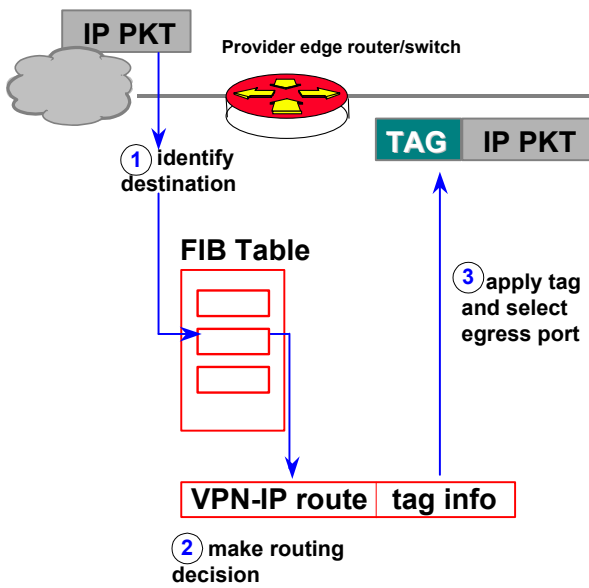 IP PKT
Provider edge router/switch
TAG IP PKT
1 identify
destination
FIB Table
3 apply tag
and select
egress port
VPN-IP route tag info
2 make routing
decision